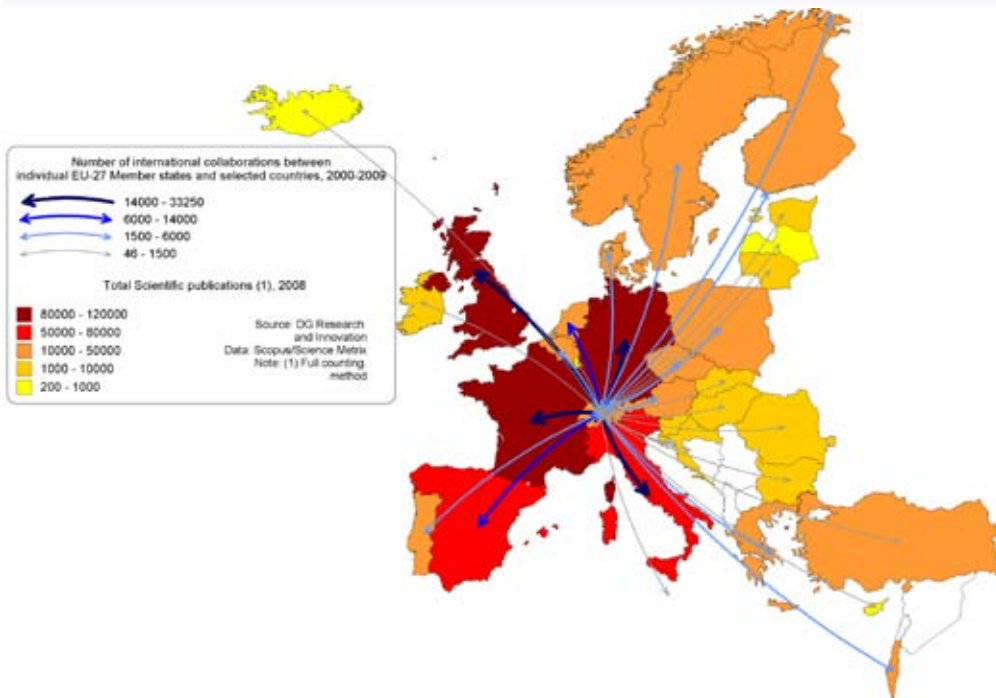 Number of international collaborations between
individual EU-27 Member states and selected countries, 2000-2009
14000 - 33250
6000 - 14000
1500 - 6000
46 - 1500
Total Scientific publications (1), 2008
80000 - 120000
50000 - 80000
10000 - 50000
1000 - 10000
200 - 1000
Source: DG Research
and Innovation
Data: Scopus/Science Metrix
Note: (1) Full counting
method